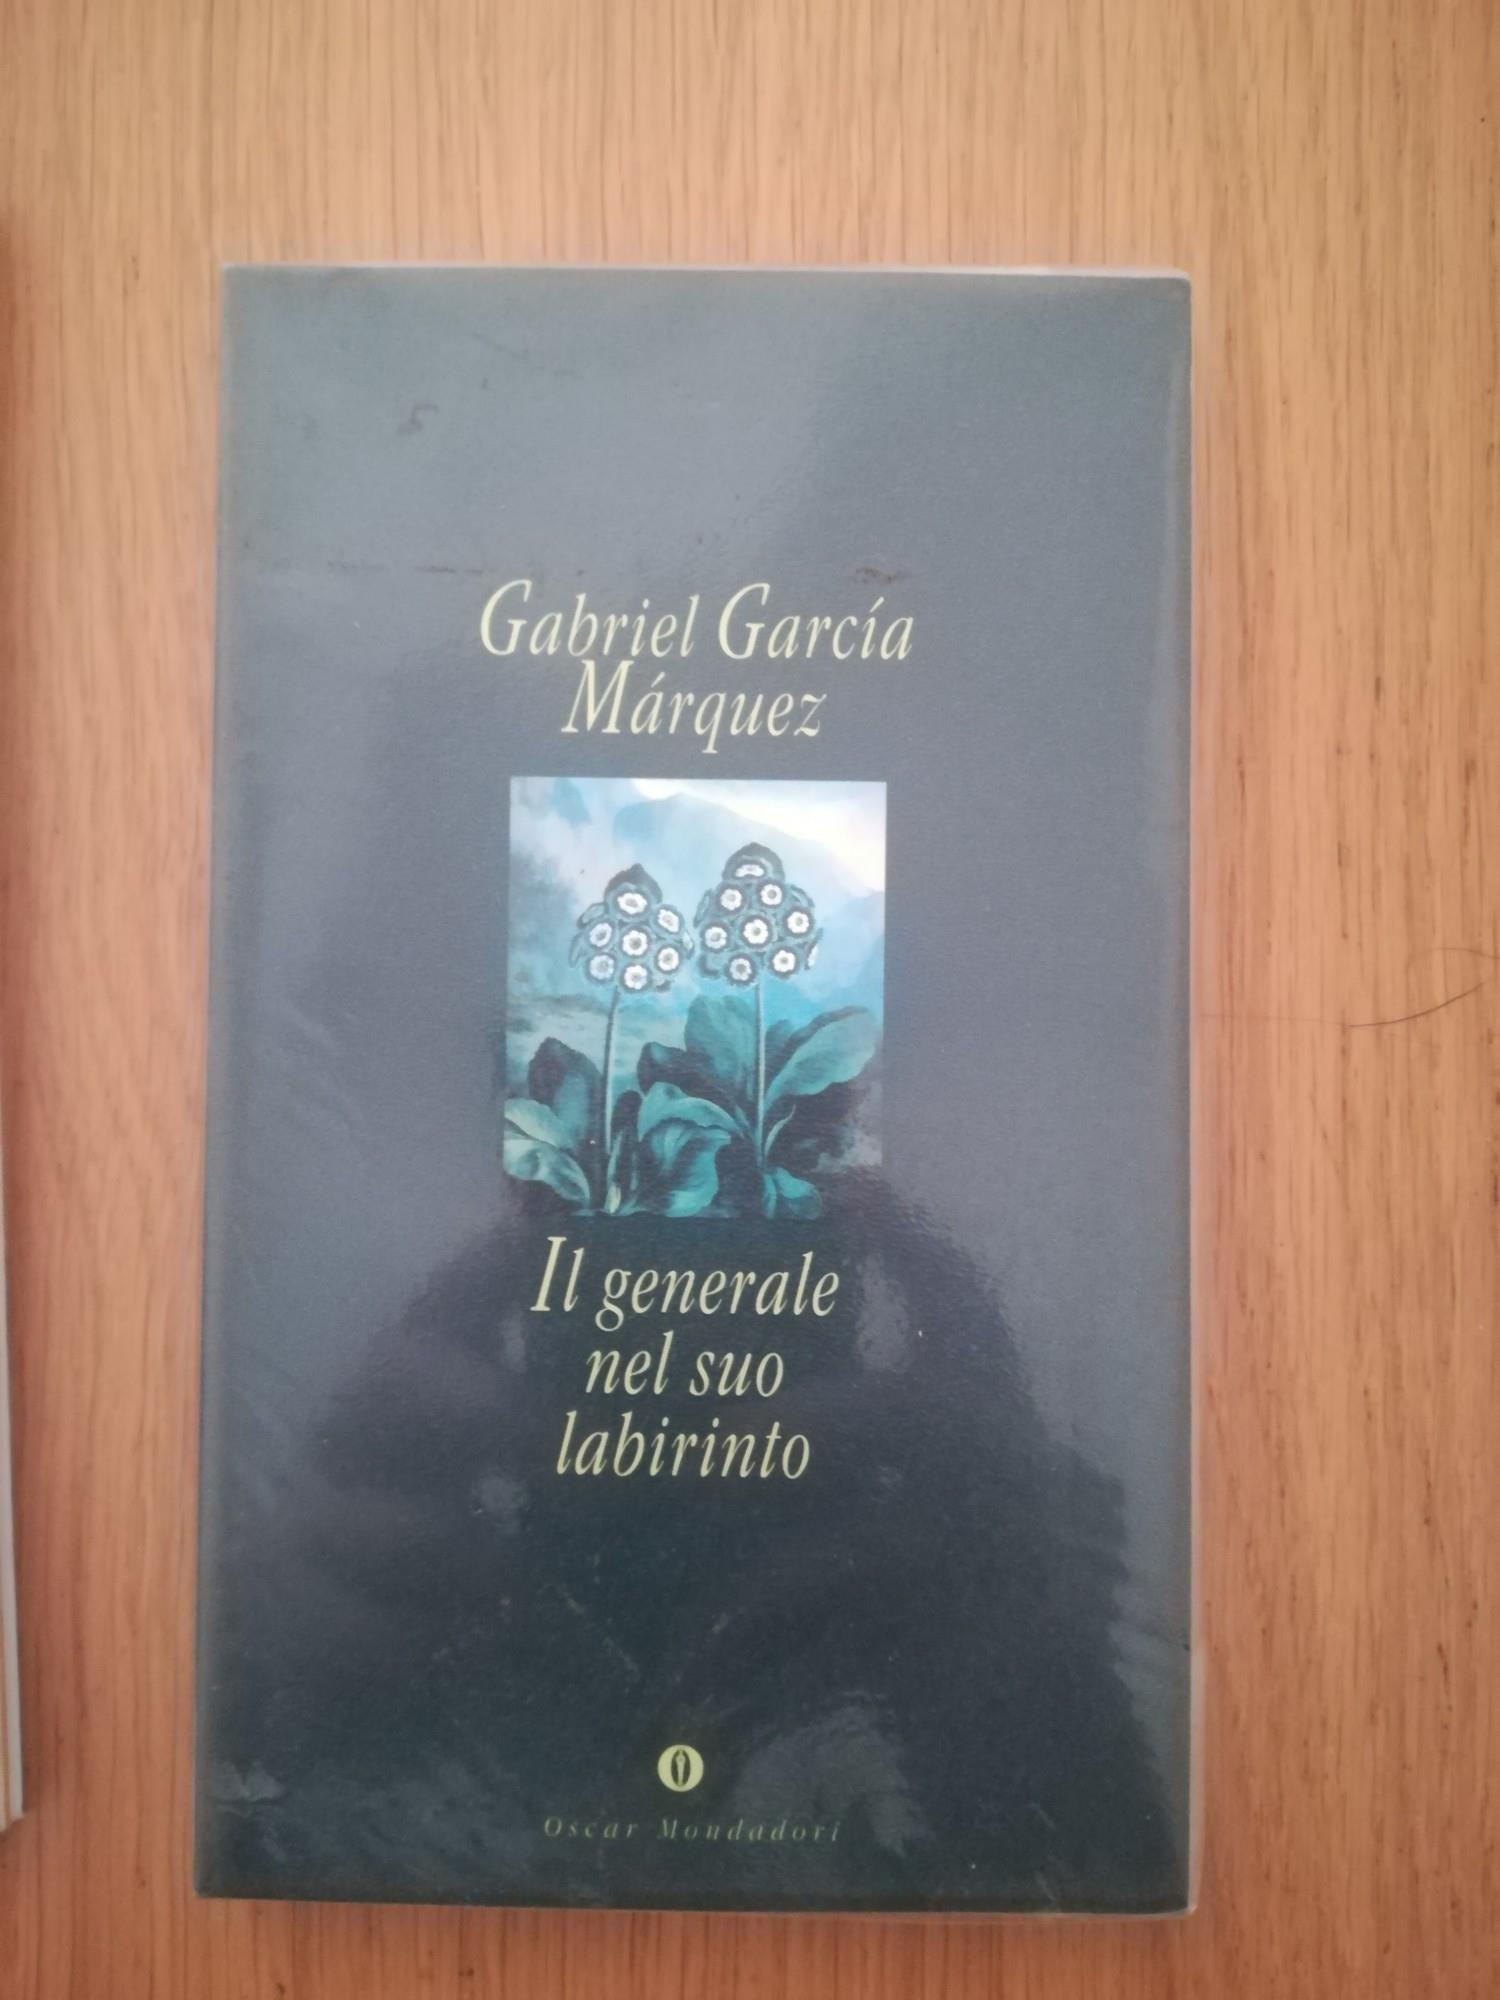 Gabriel García
Márquez
Il generale
nel suo
labirinto
Oscar Mondadori